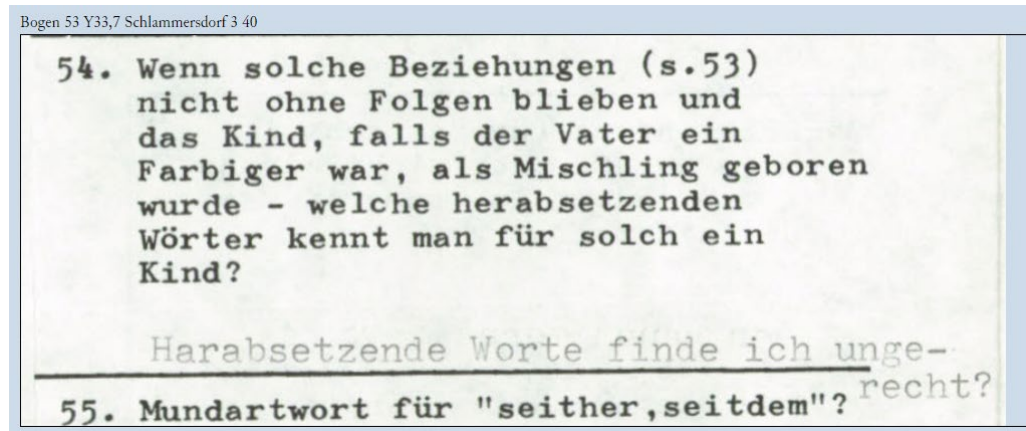 Bogen 53 Y33,7 Schlammersdorf 3 40
54. Wenn solche Beziehungen (s.53)
nicht ohne Folgen blieben und
das Kind, falls der Vater ein
Farbiger war, als Mischling geboren
wurde - welche herabsetzenden
Wörter kennt man für solch ein
Kind?
Harabsetzende Worte finde ich unge-
recht?
55. Mundartwort für "seither,seitdem"?